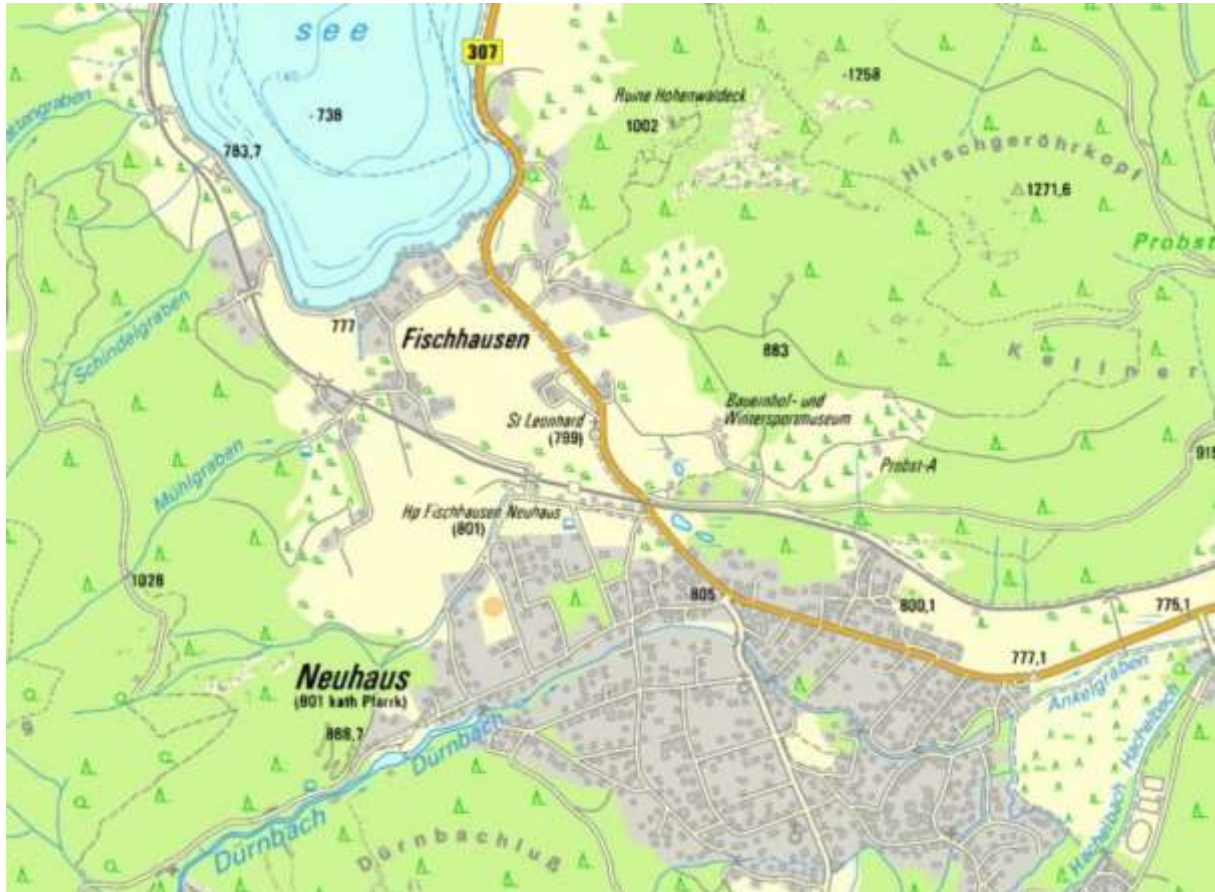 see
307
-1258
Ruine Hohenwaldeck
1002
738
783,7
Hirschgeröhrkopf
1271,6
Probst
Schindelgraben
777
Fischhausen
883
Kellner
Bauernhof- und
Wintersportmuseum
St Leonhard
(799)
915
Mühlgraben
Probst-A
Hp Fischhausen Neuhaus
(801)
1028
805
800,1
775,1
777,1
Neuhaus
(801 kath Pfarrk)
868,7
Ankelgraben
Hachelbach
Dürnbach
Hachelbach
Dürnbach
Dürnbachluß
g